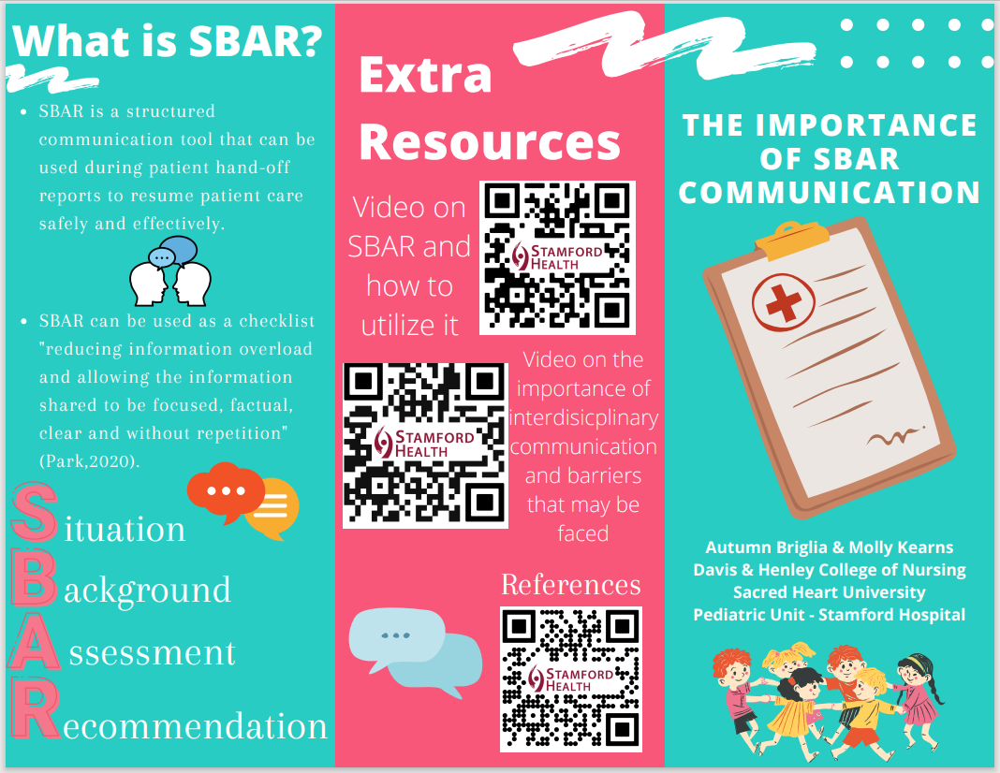 What is SBAR?
• SBAR is a structured
communication tool that can be
used during patient hand-off
reports to resume patient care
safely and effectively.
• SBAR can be used as a checklist
"reducing information overload
and allowing the information
shared to be focused, factual,
clear and without repetition"
(Park,2020).
Situation
Background
Assessment
Recommendation
Extra
Resources
Video on
SBAR and
how to
utilize it
STAMFORD
HEALTH
STAMFORD
HEALTH
Video on the
importance of
interdisicplinary
communication
and barriers
that may be
faced
References
STAMFORD
HEALTH
THE IMPORTANCE
OF SBAR
COMMUNICATION
Autumn Briglia & Molly Kearns
Davis & Henley College of Nursing
Sacred Heart University
Pediatric Unit - Stamford Hospital